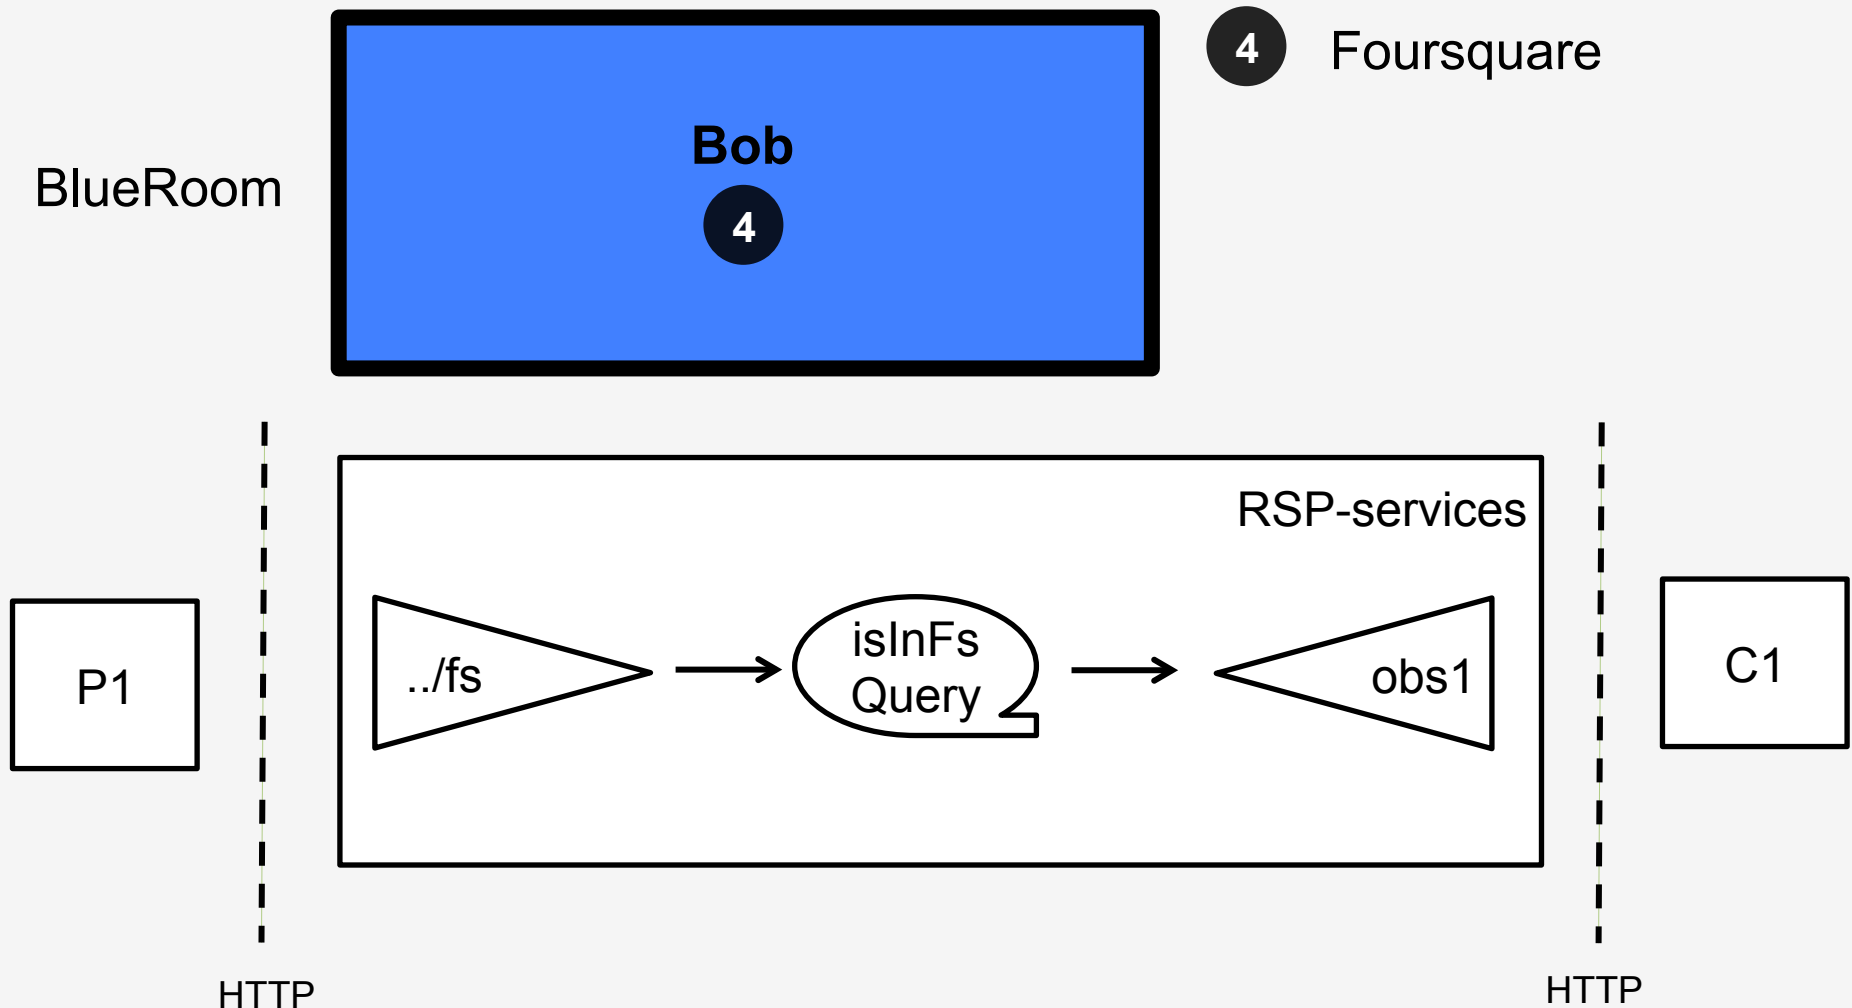 4 Foursquare
Bob
BlueRoom
4
RSP-services
isInFs
Query
../fs
obs1
P1
C1
HTTP
HTTP